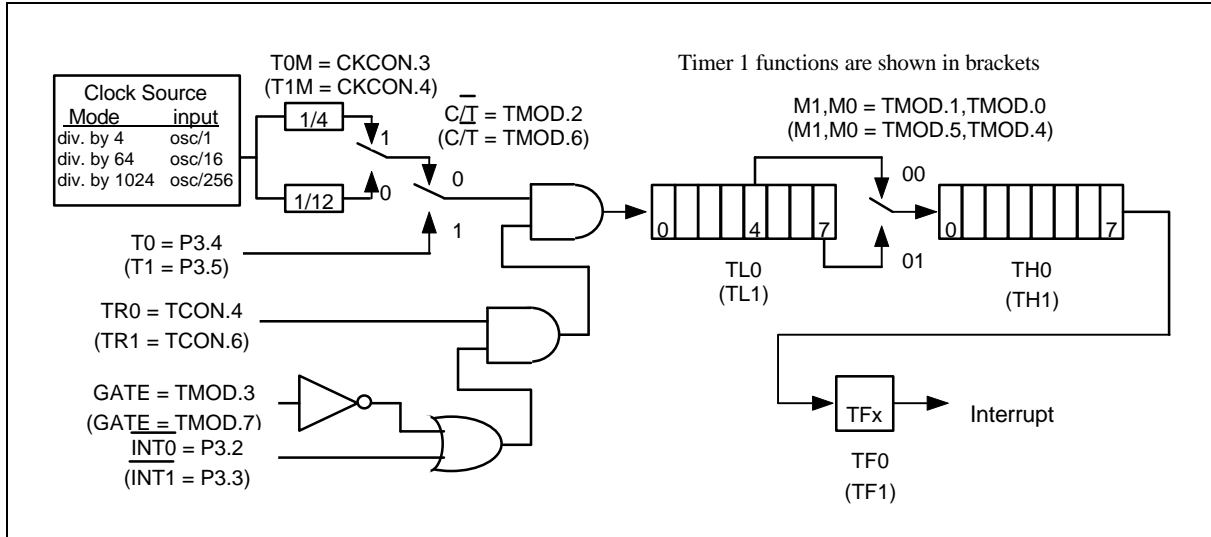 T0M = CKCON.3
(T1M = CKCON.4)
Timer 1 functions are shown in brackets
Clock Source
Mode input
div. by 4 osc/1
div. by 64 osc/16
div. by 1024 osc/256
1/4
1/12
1
0
C/T̅ = TMOD.2
(C/T̅ = TMOD.6)
0
1
M1,M0 = TMOD.1,TMOD.0
(M1,M0 = TMOD.5,TMOD.4)
00
01
0 4 7
TL0
(TL1)
0 7
TH0
(TH1)
T0 = P3.4
(T1 = P3.5)
TR0 = TCON.4
(TR1 = TCON.6)
GATE = TMOD.3
(GATE = TMOD.7)
I̅N̅T̅0̅ = P3.2
(I̅N̅T̅1̅ = P3.3)
TFx
Interrupt
TF0
(TF1)